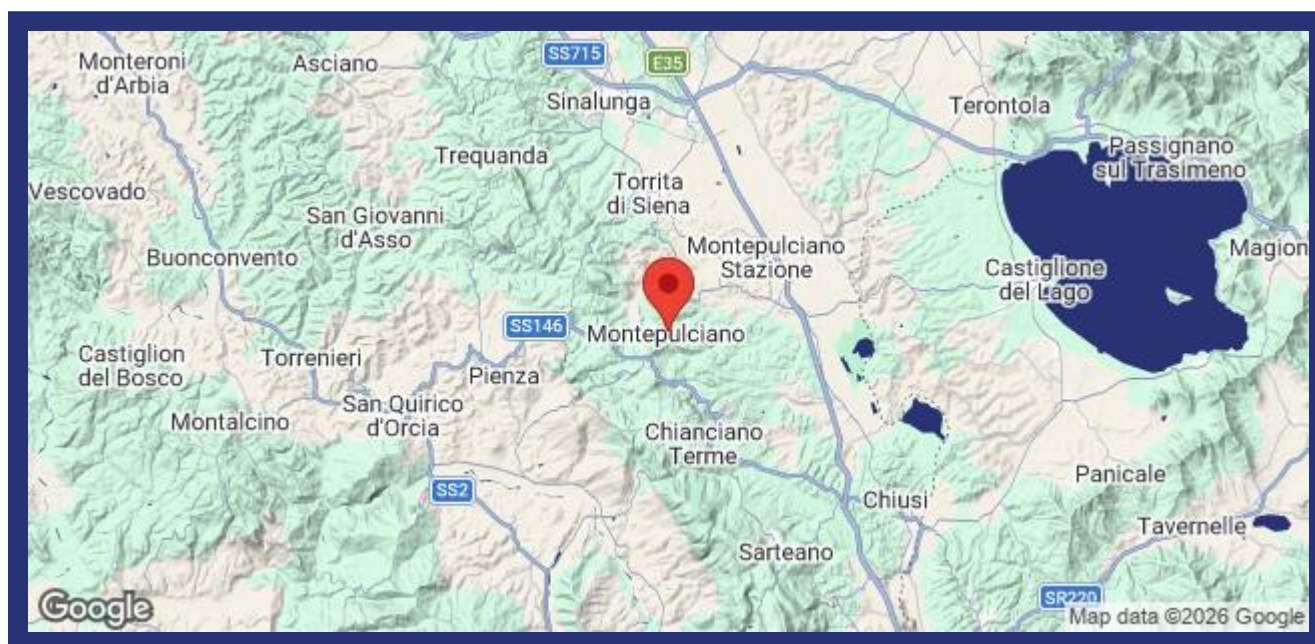 Monteroni
d'Arbia
Asciano
SS715
E35
Sinalunga
Terontola
Trequanda
Passignano
sul Trasimeno
Vescovado
Torrita
di Siena
San Giovanni
d'Asso
Buonconvento
Montepulciano
Stazione
Magion
Castiglione
del Lago
SS146
Montepulciano
Castiglion
del Bosco
Torrenieri
Pienza
San Quirico
d'Orcia
Montalcino
Chianciano
Terme
Panicale
SS2
Chiusi
Tavernelle
Sarteano
SR220
Google
Map data ©2026 Google